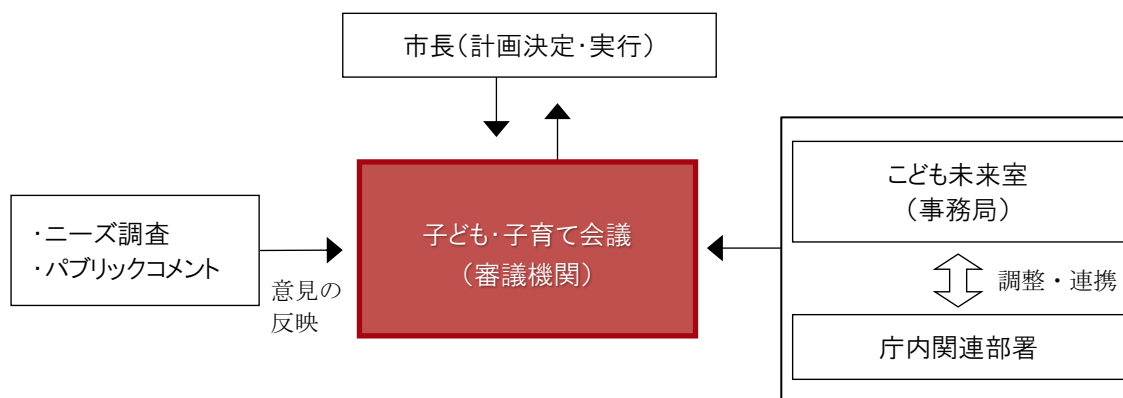 市長(計画決定・実行)
・ニーズ調査
・パブリックコメント
意見の
反映
子ども・子育て会議
(審議機関)
こども未来室
(事務局)
調整・連携
庁内関連部署